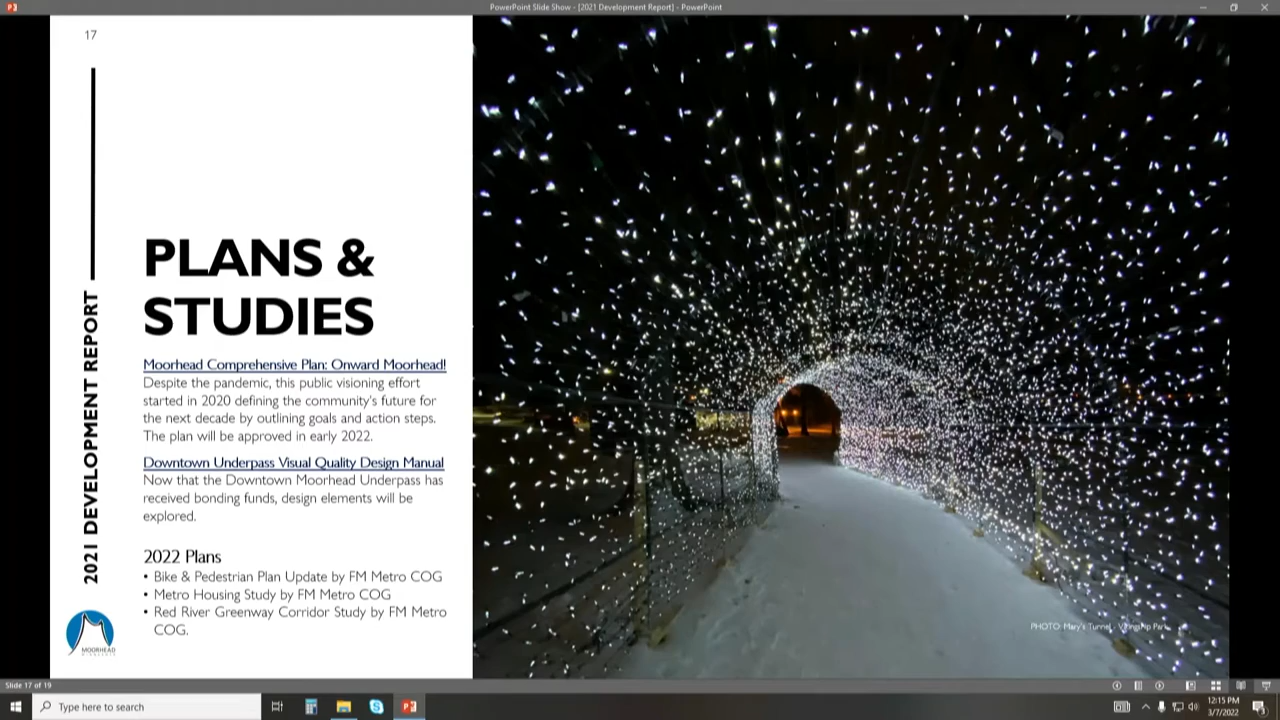 PowerPoint Slide Show - [2021 Development Report] - PowerPoint
17
2021 DEVELOPMENT REPORT
PLANS &
STUDIES
Moorhead Comprehensive Plan: Onward Moorhead!
Despite the pandemic, this public visioning effort
started in 2020 defining the community's future for
the next decade by outlining goals and action steps.
The plan will be approved in early 2022.
Downtown Underpass Visual Quality Design Manual
Now that the Downtown Moorhead Underpass has
received bonding funds, design elements will be
explored.
2022 Plans
• Bike & Pedestrian Plan Update by FM Metro COG
• Metro Housing Study by FM Metro COG
• Red River Greenway Corridor Study by FM Metro
COG.
MOORHEAD
PHOTO: Mary's Tunnel - Vikingship Park
Slide 17 of 19
Type here to search
12:15 PM
3/7/2022